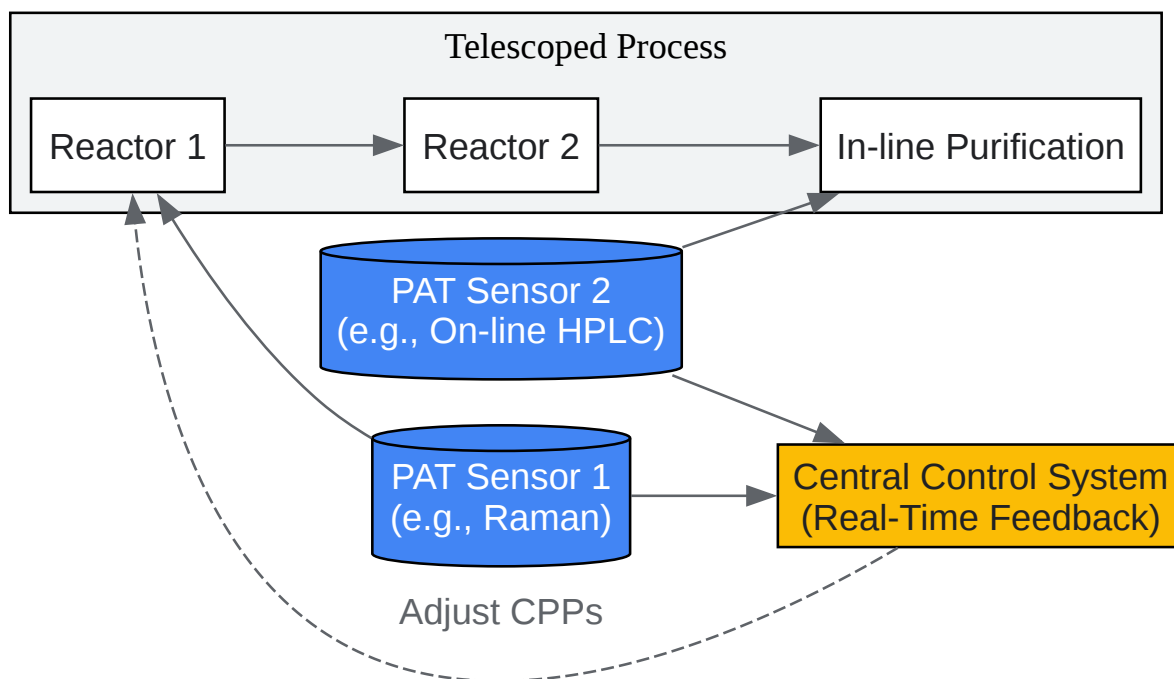 Telescoped Process
Reactor 1
Reactor 2
In-line Purification
PAT Sensor 2
(e.g., On-line HPLC)
PAT Sensor 1
(e.g., Raman)
Central Control System
(Real-Time Feedback)
Adjust CPPs